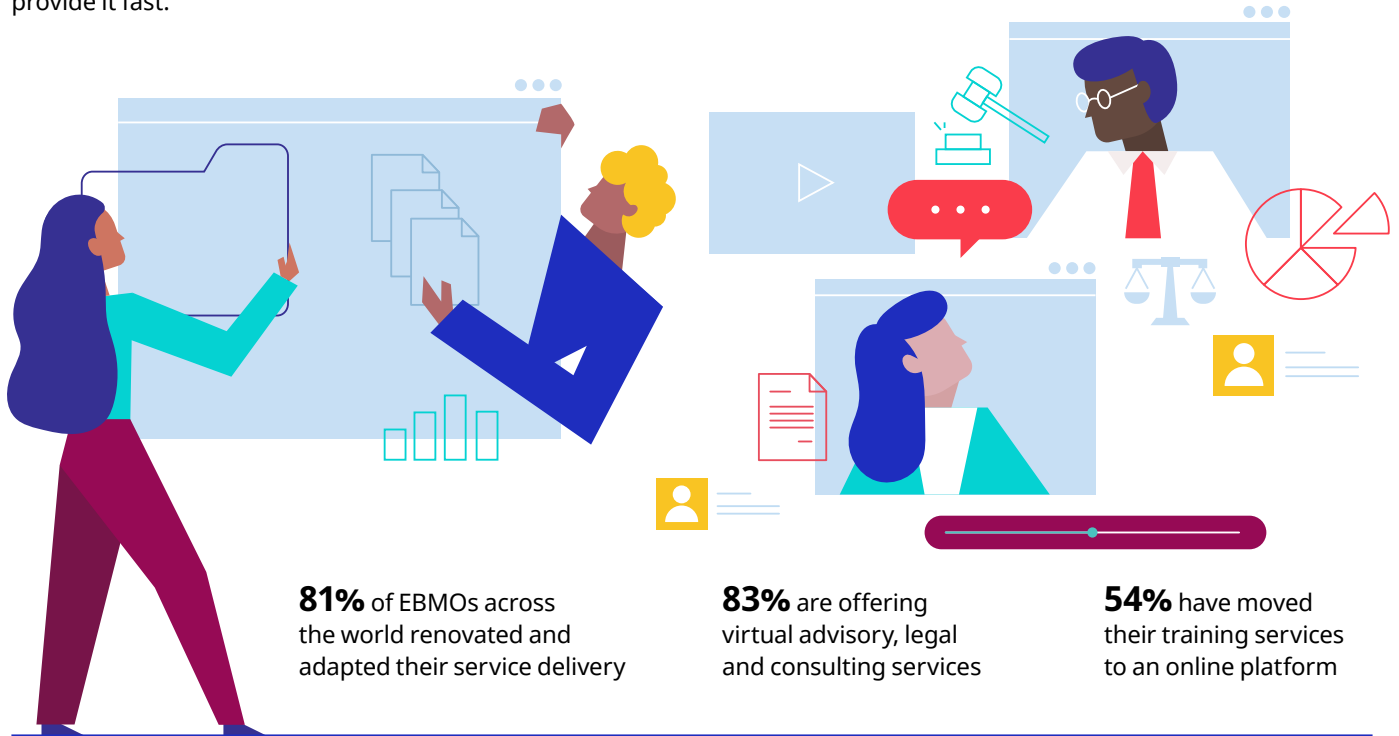 provide it fast.
81% of EBMOs across
the world renovated and
adapted their service delivery
83% are offering
virtual advisory, legal
and consulting services
54% have moved
their training services
to an online platform